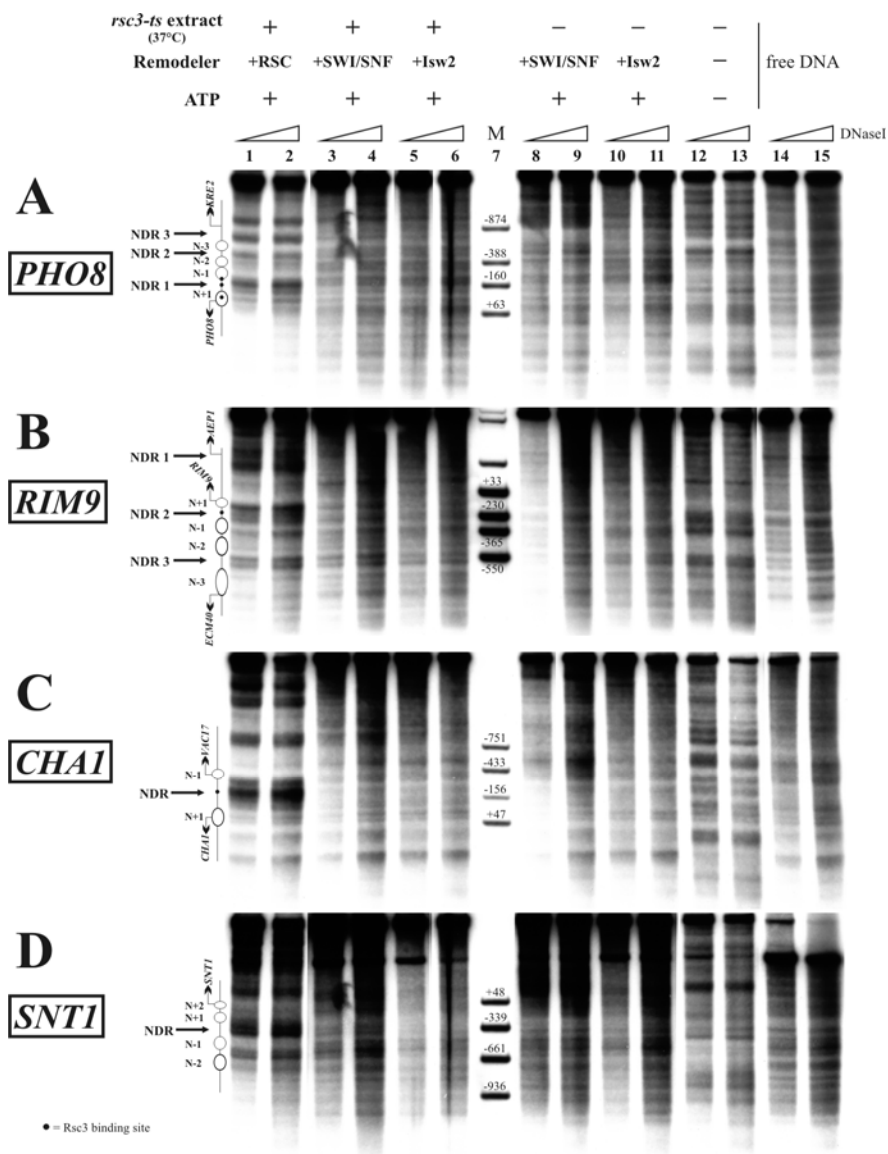 rsc3-ts extract + + + − − −
(37°C)
Remodeler +RSC +SWI/SNF +Isw2 +SWI/SNF +Isw2 − free DNA
ATP + + + + + −
M DNaseI
1 2 3 4 5 6 7 8 9 10 11 12 13 14 15
A
PHO8
KRE2
NDR 3
N-3
NDR 2
N-2
N-1
NDR 1
N+1
PHO8
-874
-388
-160
+63
B
RIM9
AEP1
NDR 1
RIM9
N+1
NDR 2
N-1
N-2
NDR 3
N-3
ECM40
+33
-230
-365
-550
C
CHA1
VAC17
N-1
NDR
N+1
CHA1
-751
-433
-156
+47
D
SNT1
SNT1
N+2
N+1
NDR
N-1
N-2
+48
-339
-661
-936
● = Rsc3 binding site